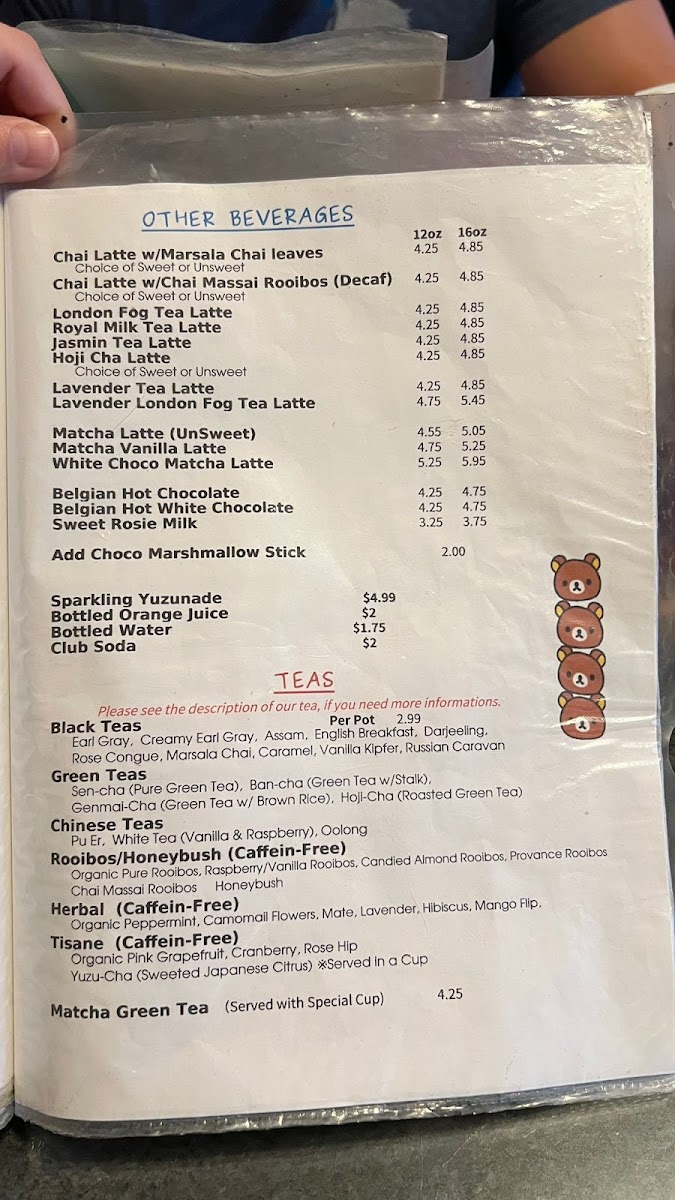 OTHER BEVERAGES
12oz 16oz
Chai Latte w/Marsala Chai leaves 4.25 4.85
Choice of Sweet or Unsweet
Chai Latte w/Chai Massai Rooibos (Decaf) 4.25 4.85
Choice of Sweet or Unsweet
London Fog Tea Latte 4.25 4.85
Royal Milk Tea Latte 4.25 4.85
Jasmin Tea Latte 4.25 4.85
Hoji Cha Latte 4.25 4.85
Choice of Sweet or Unsweet
Lavender Tea Latte 4.25 4.85
Lavender London Fog Tea Latte 4.75 5.45
Matcha Latte (UnSweet) 4.55 5.05
Matcha Vanilla Latte 4.75 5.25
White Choco Matcha Latte 5.25 5.95
Belgian Hot Chocolate 4.25 4.75
Belgian Hot White Chocolate 4.25 4.75
Sweet Rosie Milk 3.25 3.75
Add Choco Marshmallow Stick 2.00
Sparkling Yuzunade $4.99
Bottled Orange Juice $2
Bottled Water $1.75
Club Soda $2
TEAS
Please see the description of our tea, if you need more informations.
Black Teas Per Pot 2.99
Earl Gray, Creamy Earl Gray, Assam, English Breakfast, Darjeeling,
Rose Congue, Marsala Chai, Caramel, Vanilla Kipfer, Russian Caravan
Green Teas
Sen-cha (Pure Green Tea), Ban-cha (Green Tea w/Stalk),
Genmai-Cha (Green Tea w/ Brown Rice), Hoji-Cha (Roasted Green Tea)
Chinese Teas
Pu Er, White Tea (Vanilla & Raspberry), Oolong
Rooibos/Honeybush (Caffein-Free)
Organic Pure Rooibos, Raspberry/Vanilla Rooibos, Candied Almond Rooibos, Provance Rooibos
Chai Massai Rooibos Honeybush
Herbal (Caffein-Free)
Organic Peppermint, Camomail Flowers, Mate, Lavender, Hibiscus, Mango Flip,
Tisane (Caffein-Free)
Organic Pink Grapefruit, Cranberry, Rose Hip
Yuzu-Cha (Sweeted Japanese Citrus) ※Served in a Cup
Matcha Green Tea (Served with Special Cup) 4.25